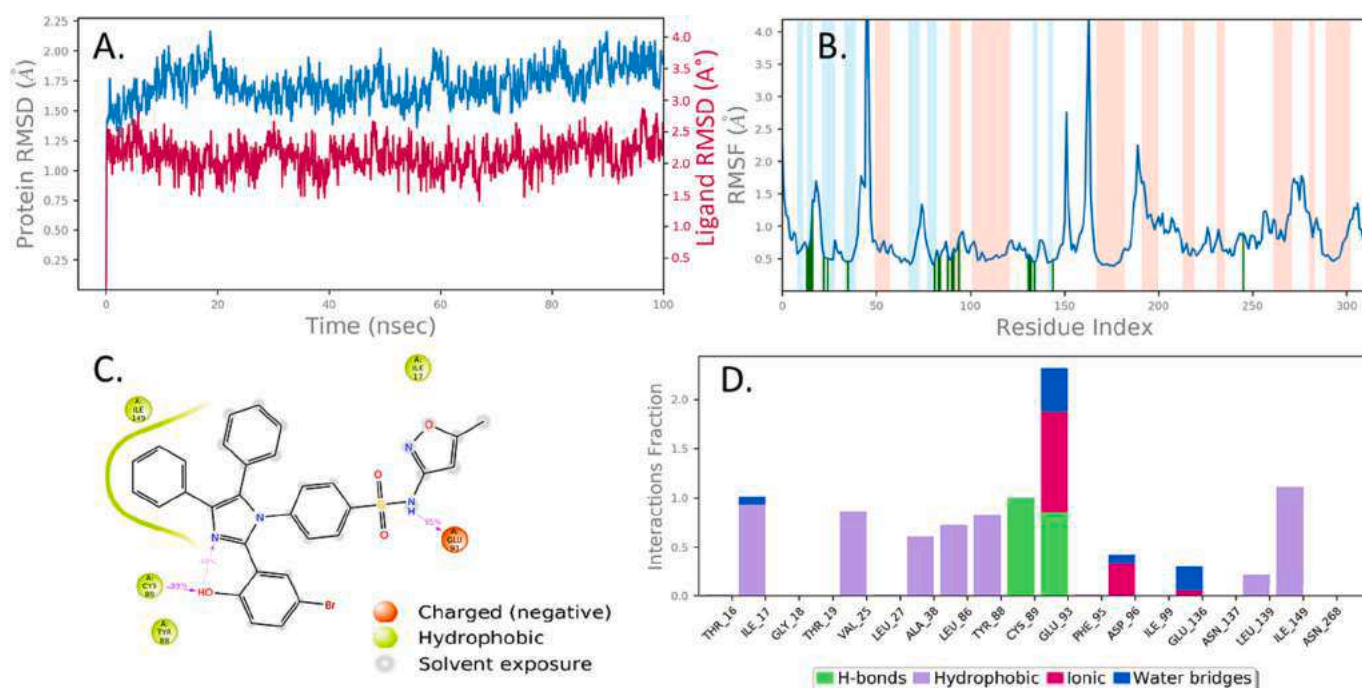 A.
Protein RMSD (Å)
2.25
2.00
1.75
1.50
1.25
1.00
0.75
0.50
0.25
0
20
40
60
80
100
Time (nsec)
4.0
3.5
3.0
2.5
2.0
1.5
1.0
0.5
Ligand RMSD (A°)
B.
RMSF (Å)
4.0
3.5
3.0
2.5
2.0
1.5
1.0
0.5
0
50
100
150
200
250
300
Residue Index
C.
A:
ILE
17
A:
ILE
149
O
N
O
S
O
N
H
95%
A:
GLU
93
N
N
A:
CYS
89
99%
HO
Br
A:
TYR
88
Charged (negative)
Hydrophobic
Solvent exposure
D.
Interactions Fraction
2.0
1.5
1.0
0.5
0.0
THR_16
ILE_17
GLY_18
THR_19
VAL_25
LEU_27
ALA_38
LEU_86
TYR_88
CYS_89
GLU_93
PHE_95
ASP_96
ILE_99
GLU_136
ASN_137
LEU_139
ILE_149
ASN_268
H-bonds
Hydrophobic
Ionic
Water bridges